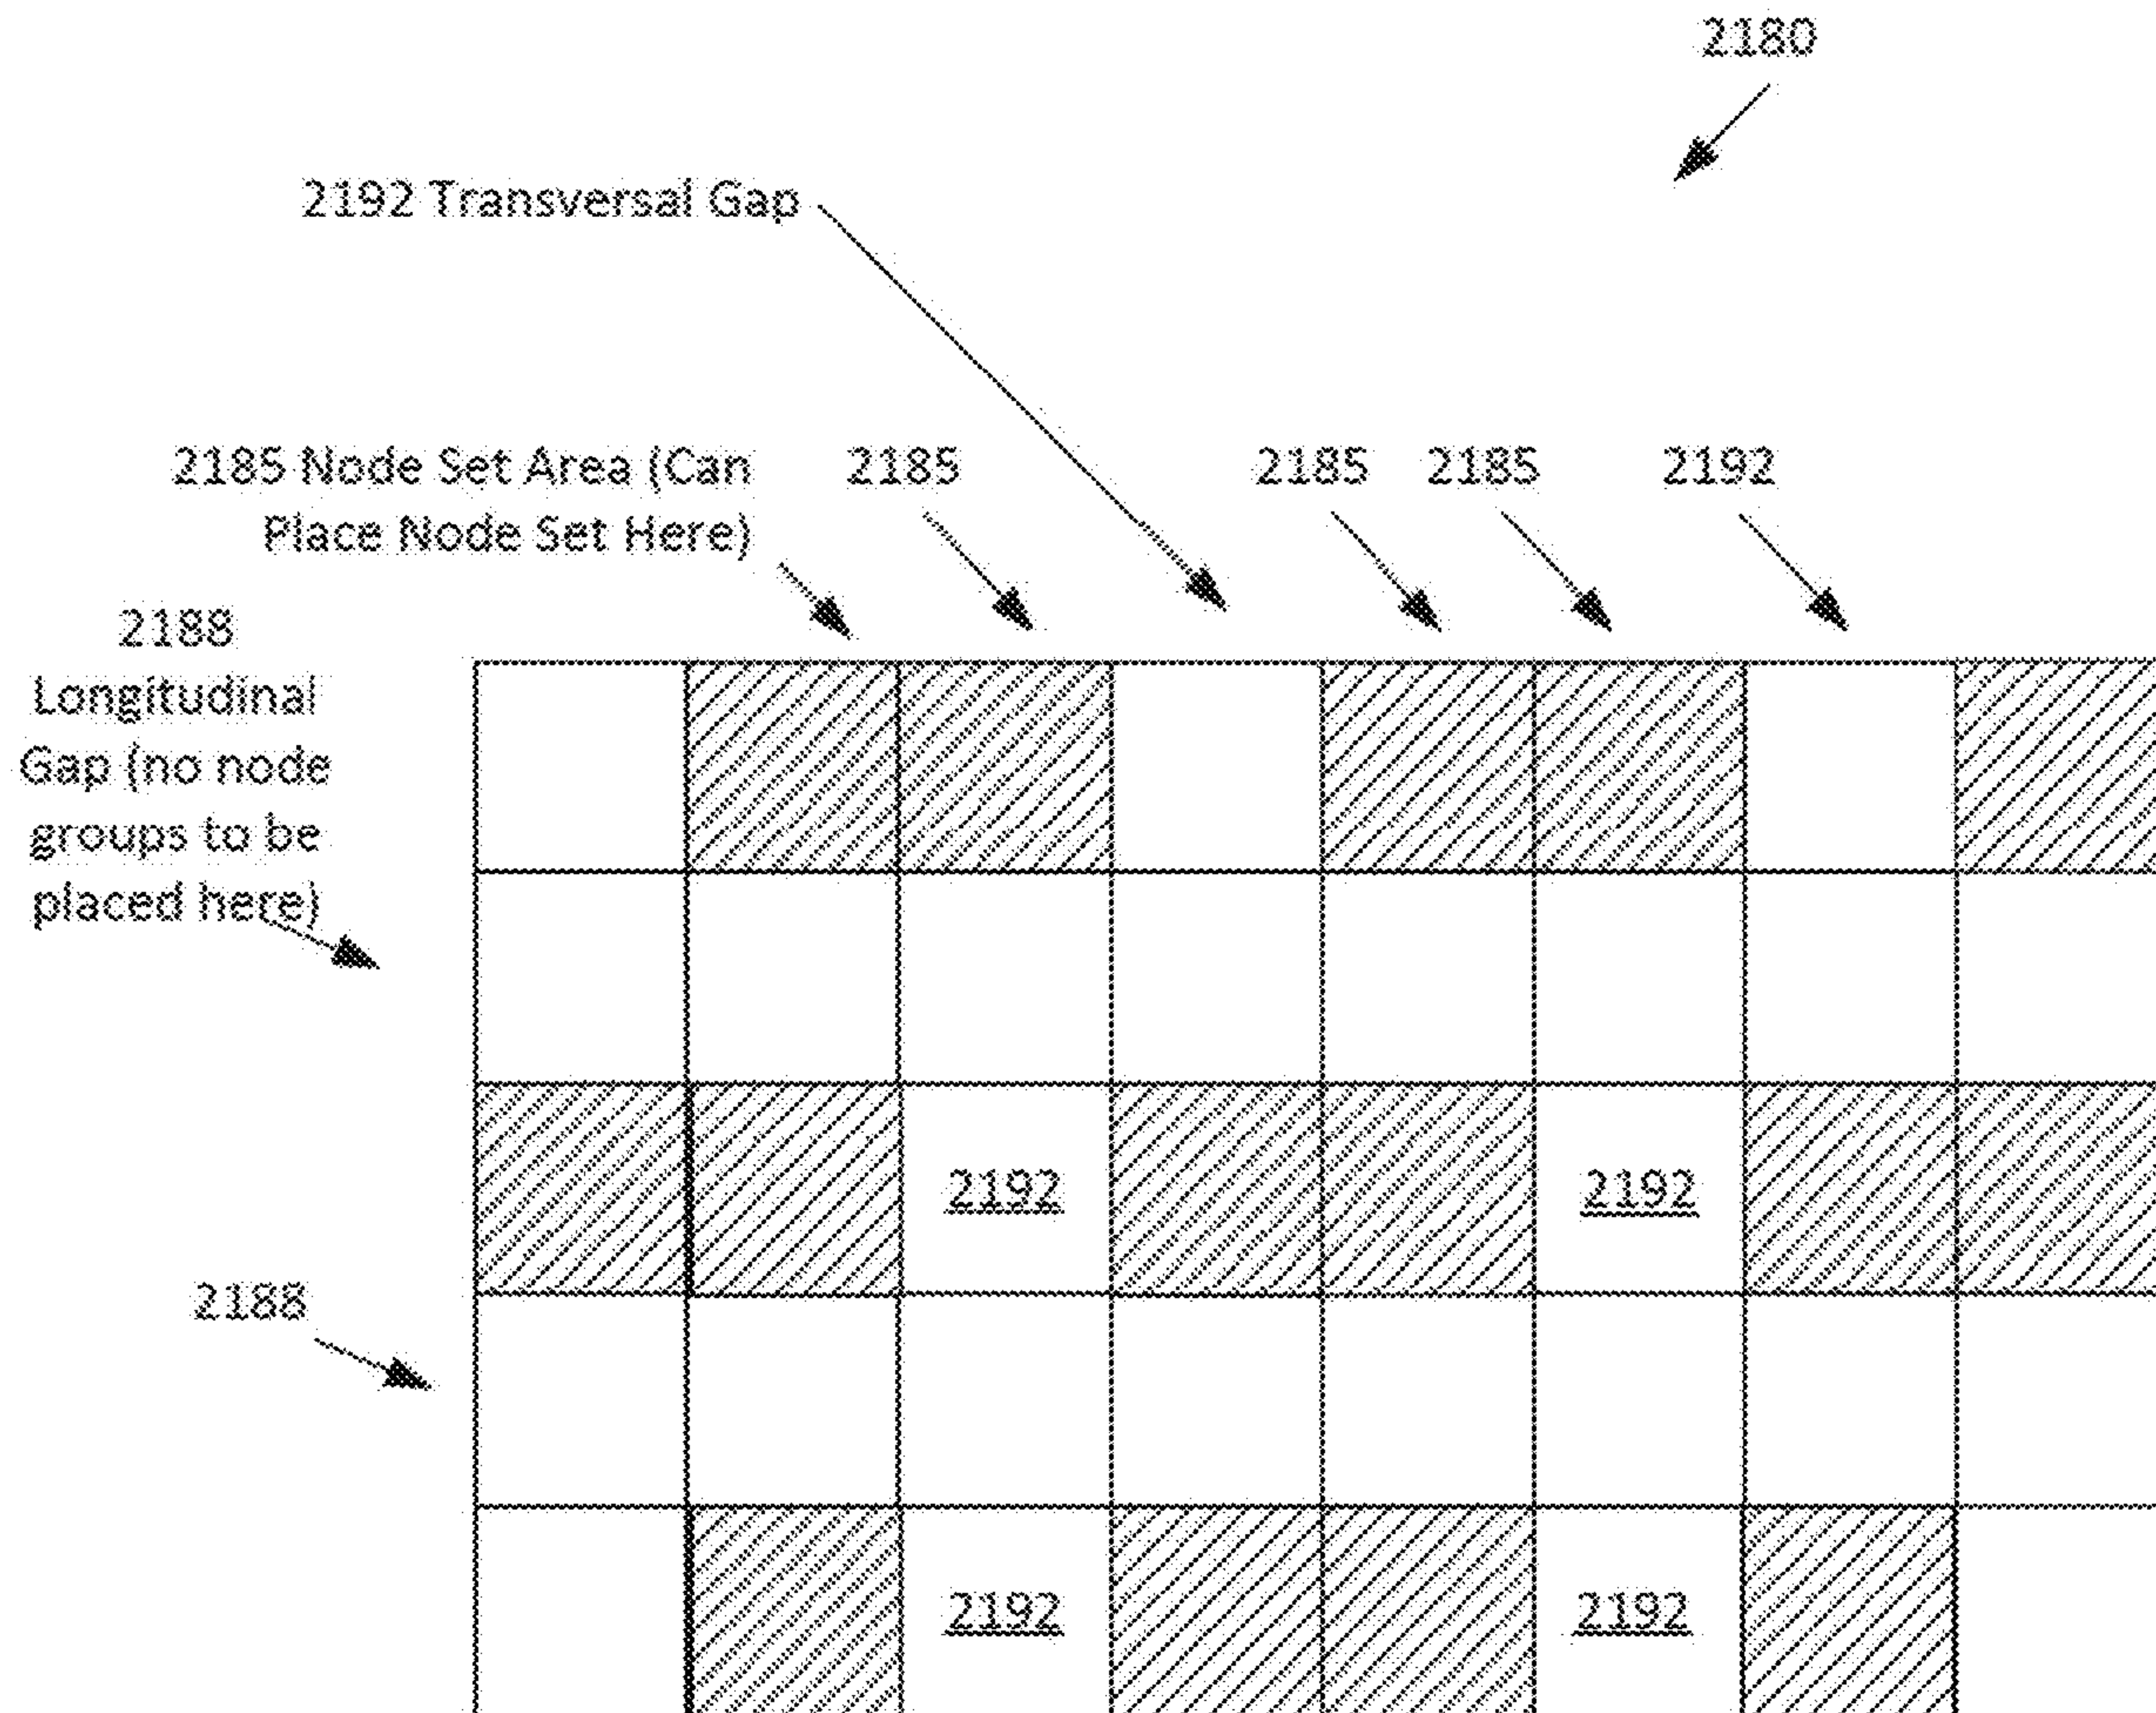 2180
2192 Transversal Gap
2185 Node Set Area (Can
Place Node Set Here)
2185
2185
2185
2192
2188
Longitudinal
Gap (no node
groups to be
placed here)
2192
2192
2188
2192
2192